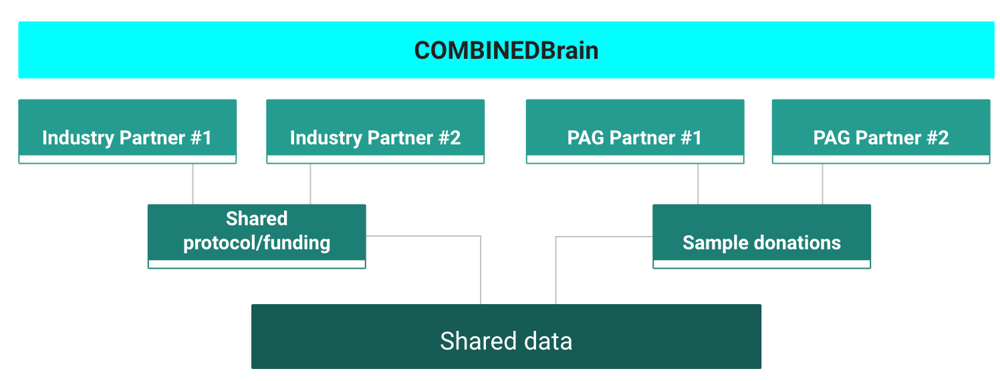 COMBINEDBrain
Industry Partner #1
Industry Partner #2
PAG Partner #1
PAG Partner #2
Shared
protocol/funding
Sample donations
Shared data